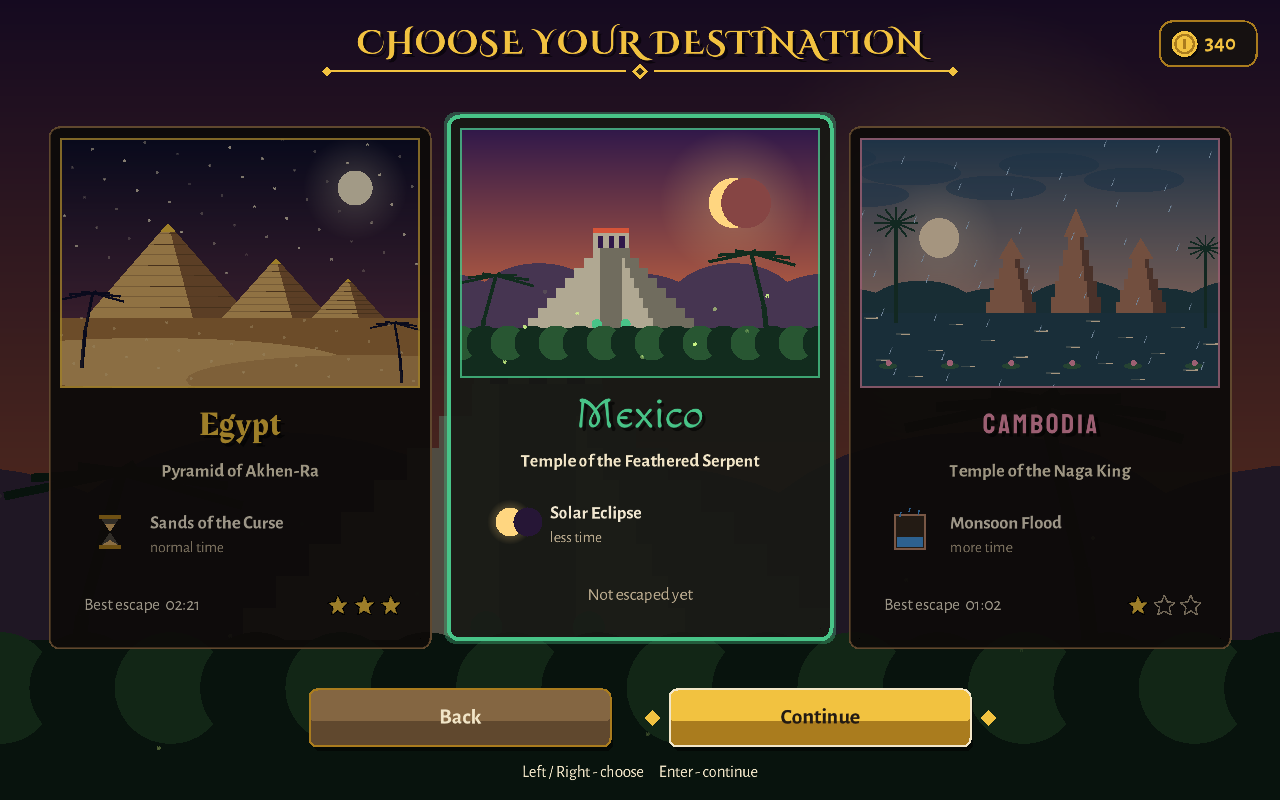 CHOOSE YOUR DESTINATION
340
Egypt
Pyramid of Akhen-Ra
Sands of the Curse
normal time
Best escape 02:21
Mexico
Temple of the Feathered Serpent
Solar Eclipse
less time
Not escaped yet
CAMBODIA
Temple of the Naga King
Monsoon Flood
more time
Best escape 01:02
Back
Continue
Left / Right - choose Enter - continue